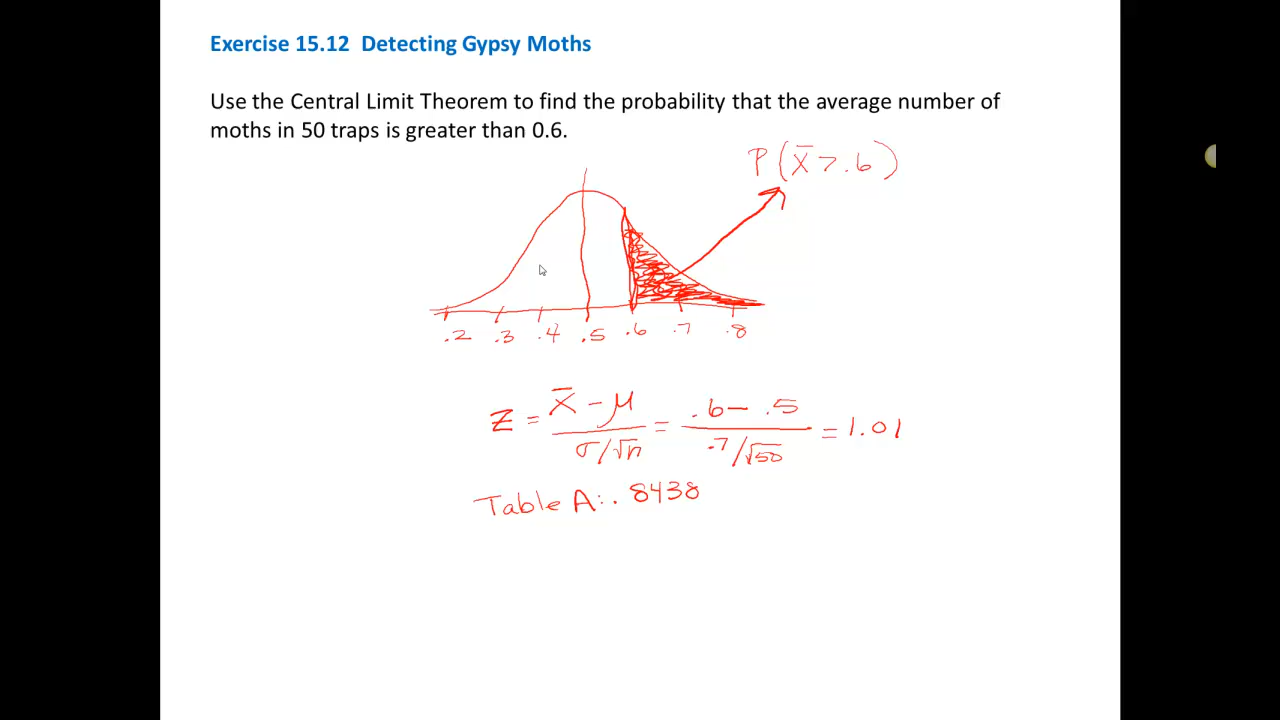 Exercise 15.12 Detecting Gypsy Moths
Use the Central Limit Theorem to find the probability that the average number of
moths in 50 traps is greater than 0.6.
P(x̄ > .6)
.2 .3 .4 .5 .6 .7 .8
z = (x̄ - μ)/(σ/√n) = (.6 - .5)/(.7/√50) = 1.01
Table A: .8438